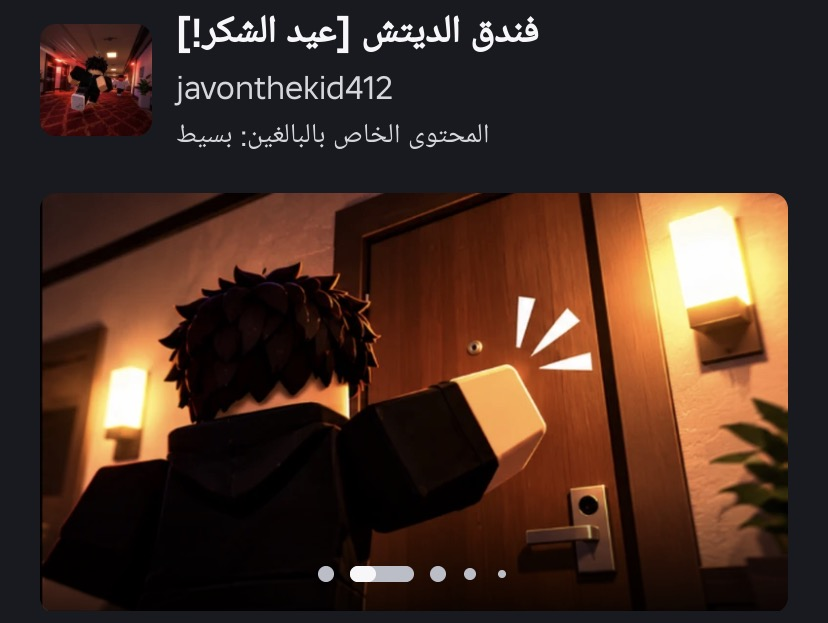 فندق الديتش [عيد الشكر!]
javonthekid412
المحتوى الخاص بالبالغين: بسيط